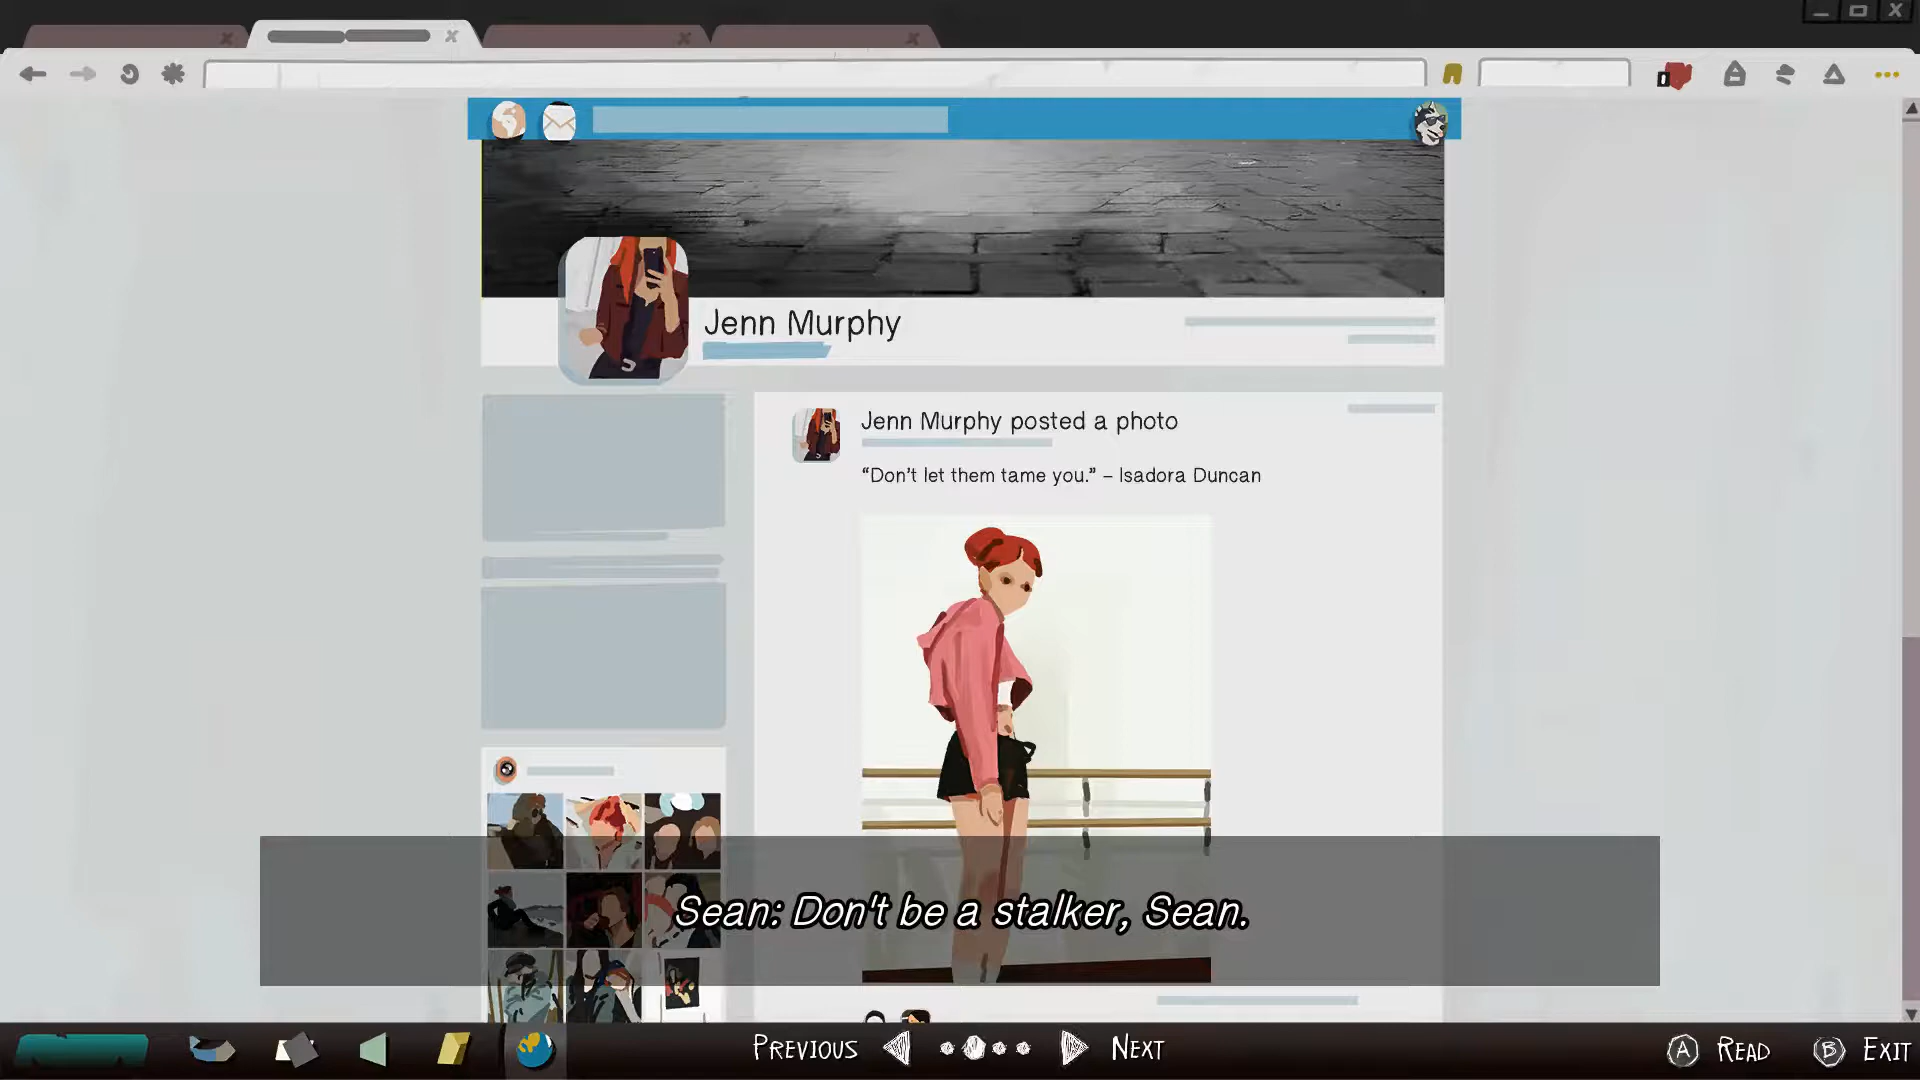 Jenn Murphy
Jenn Murphy posted a photo
“Don't let them tame you.” – Isadora Duncan
Sean: Don't be a stalker, Sean.
PREVIOUS
NEXT
A READ
B EXIT